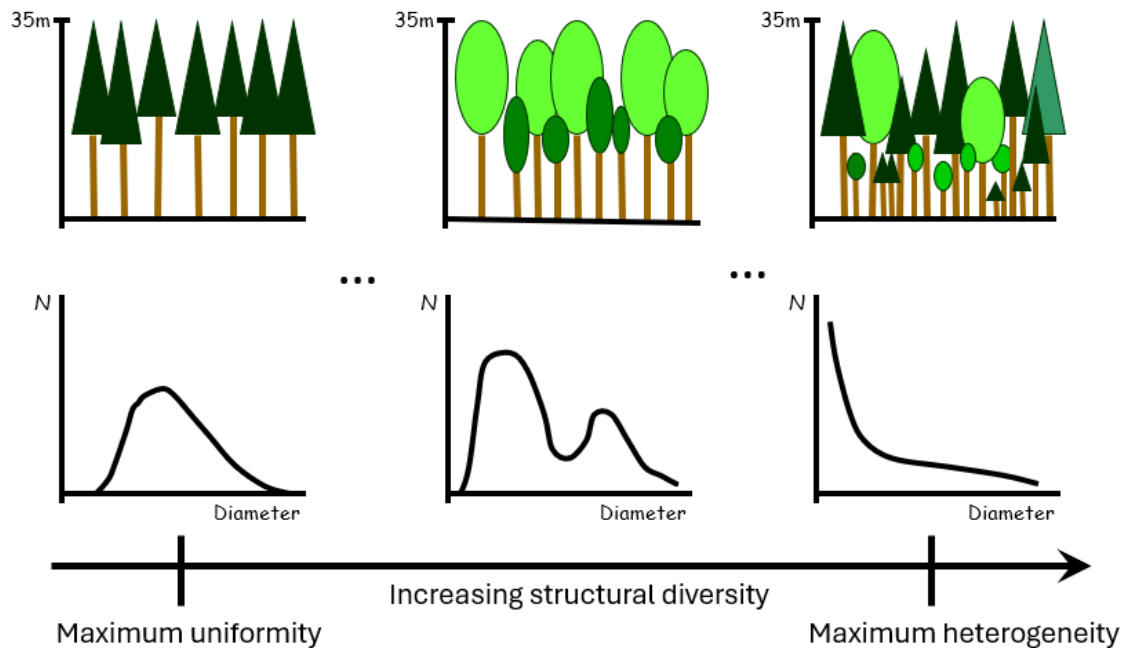 35m
35m
35m
...
...
N
N
N
Diameter
Diameter
Diameter
Increasing structural diversity
Maximum uniformity
Maximum heterogeneity